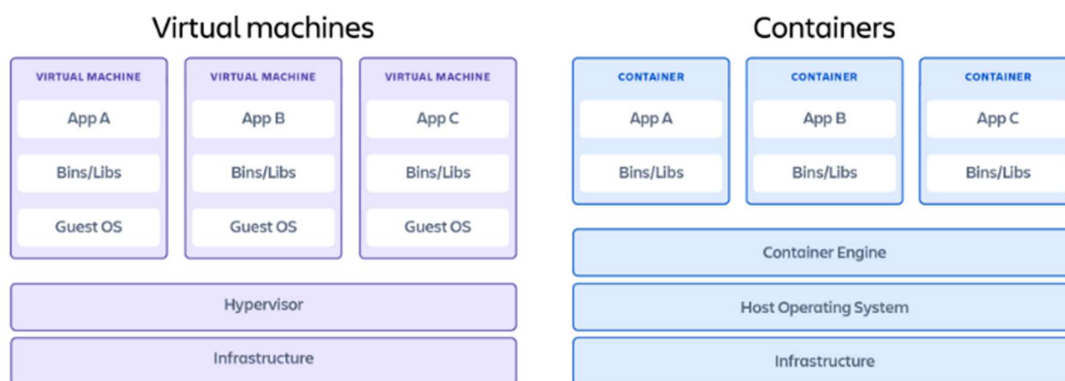 Virtual machines
VIRTUAL MACHINE
App A
Bins/Libs
Guest OS
VIRTUAL MACHINE
App B
Bins/Libs
Guest OS
VIRTUAL MACHINE
App C
Bins/Libs
Guest OS
Hypervisor
Infrastructure
Containers
CONTAINER
App A
Bins/Libs
CONTAINER
App B
Bins/Libs
CONTAINER
App C
Bins/Libs
Container Engine
Host Operating System
Infrastructure